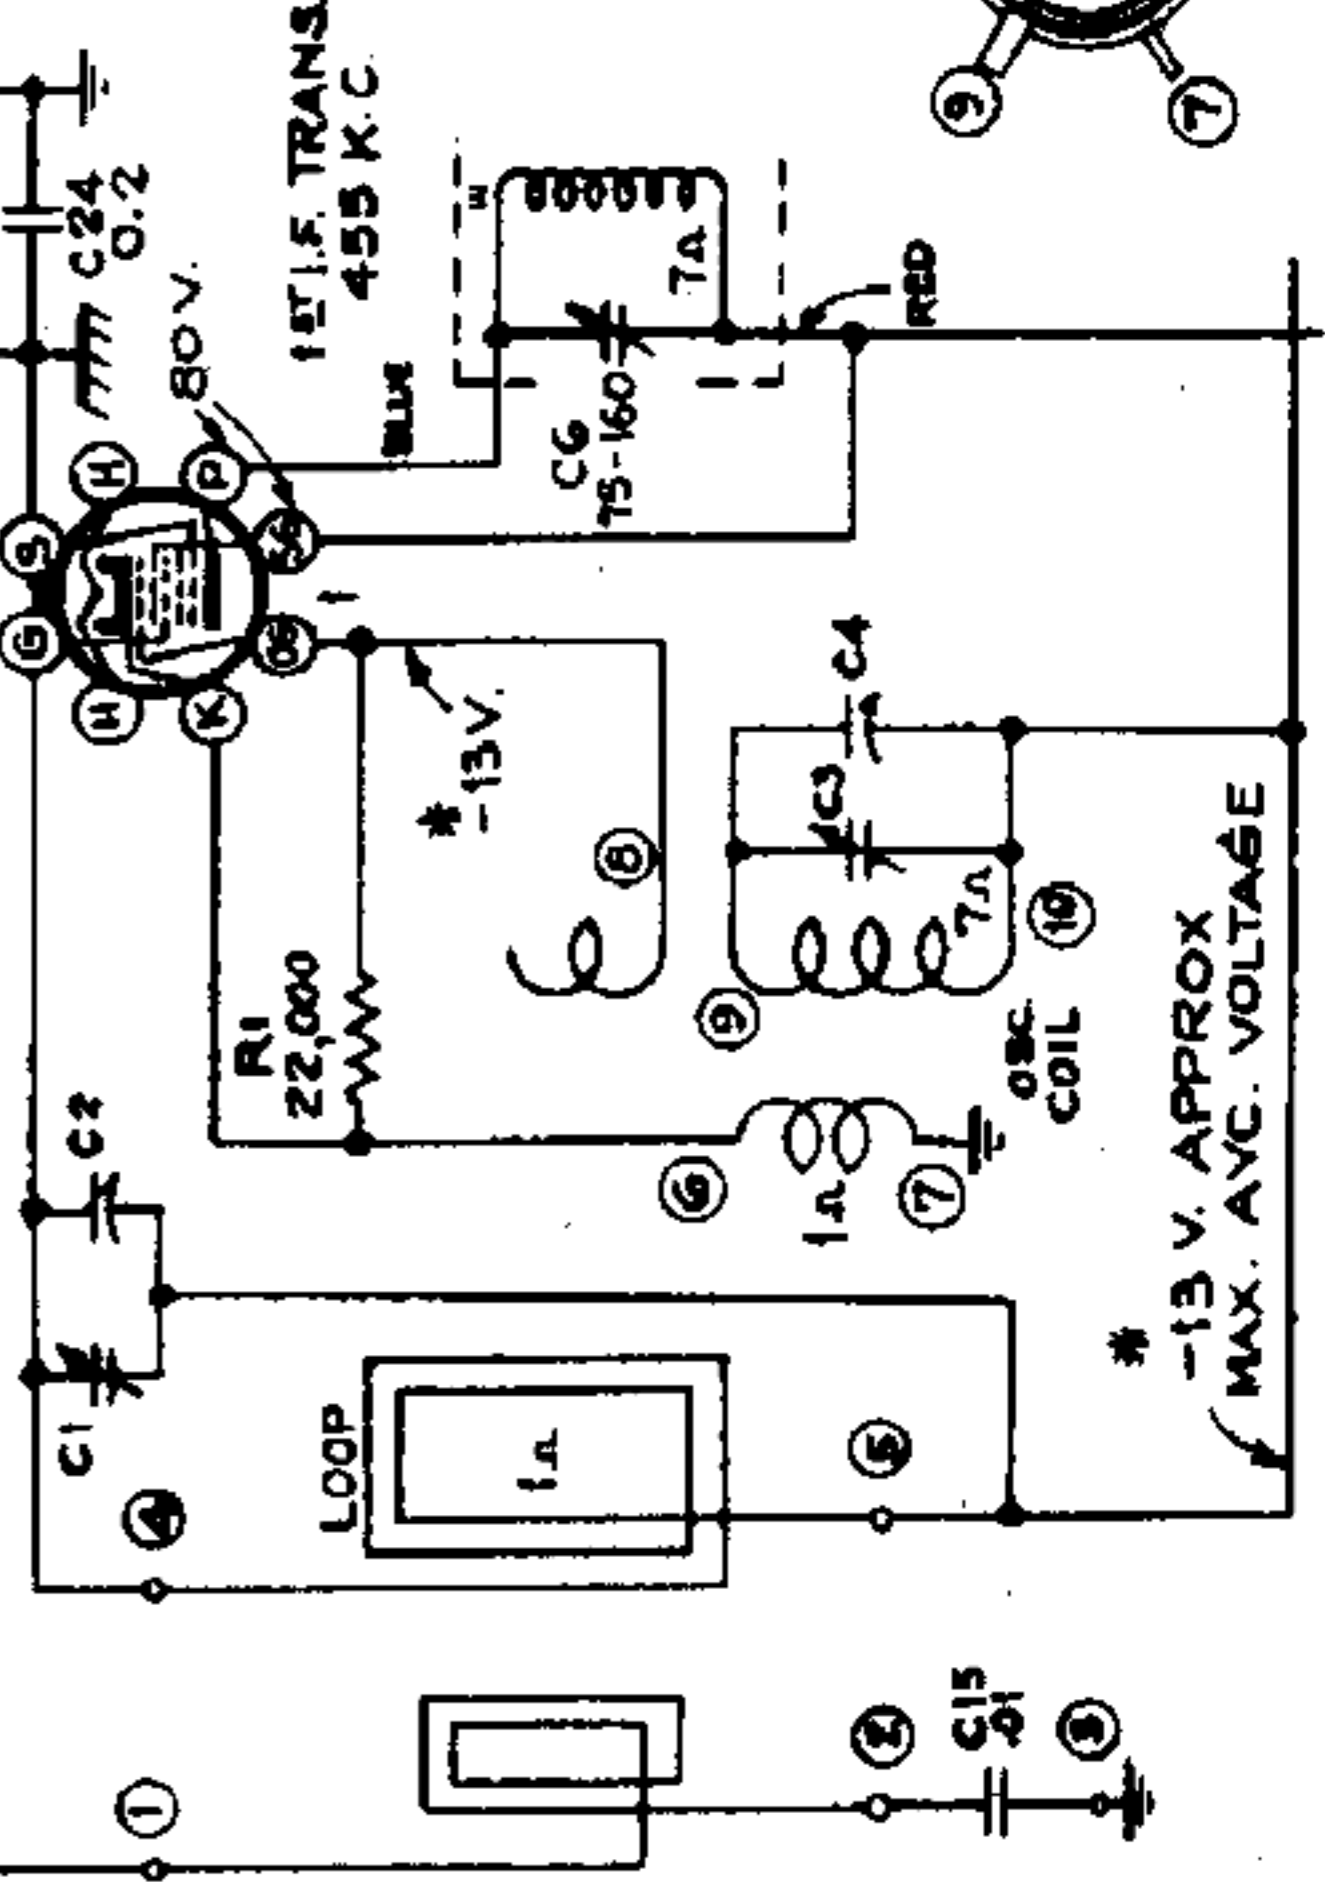 1ST I.F. TRANS.
455 K.C.
C24
0.2
80 V.
BLUE
RED
C6
75-160
7Ω
9
7
S
H
P
SG
OG
K
H
G
1
* -13 V.
8
C4
C3
7Ω
10
9
OSC.
COIL
R1
22,000
6
1Ω
7
C2
C1
4
LOOP
1Ω
5
*
-13 V. APPROX
MAX. AVC. VOLTAGE
1
2
C15
.01
3